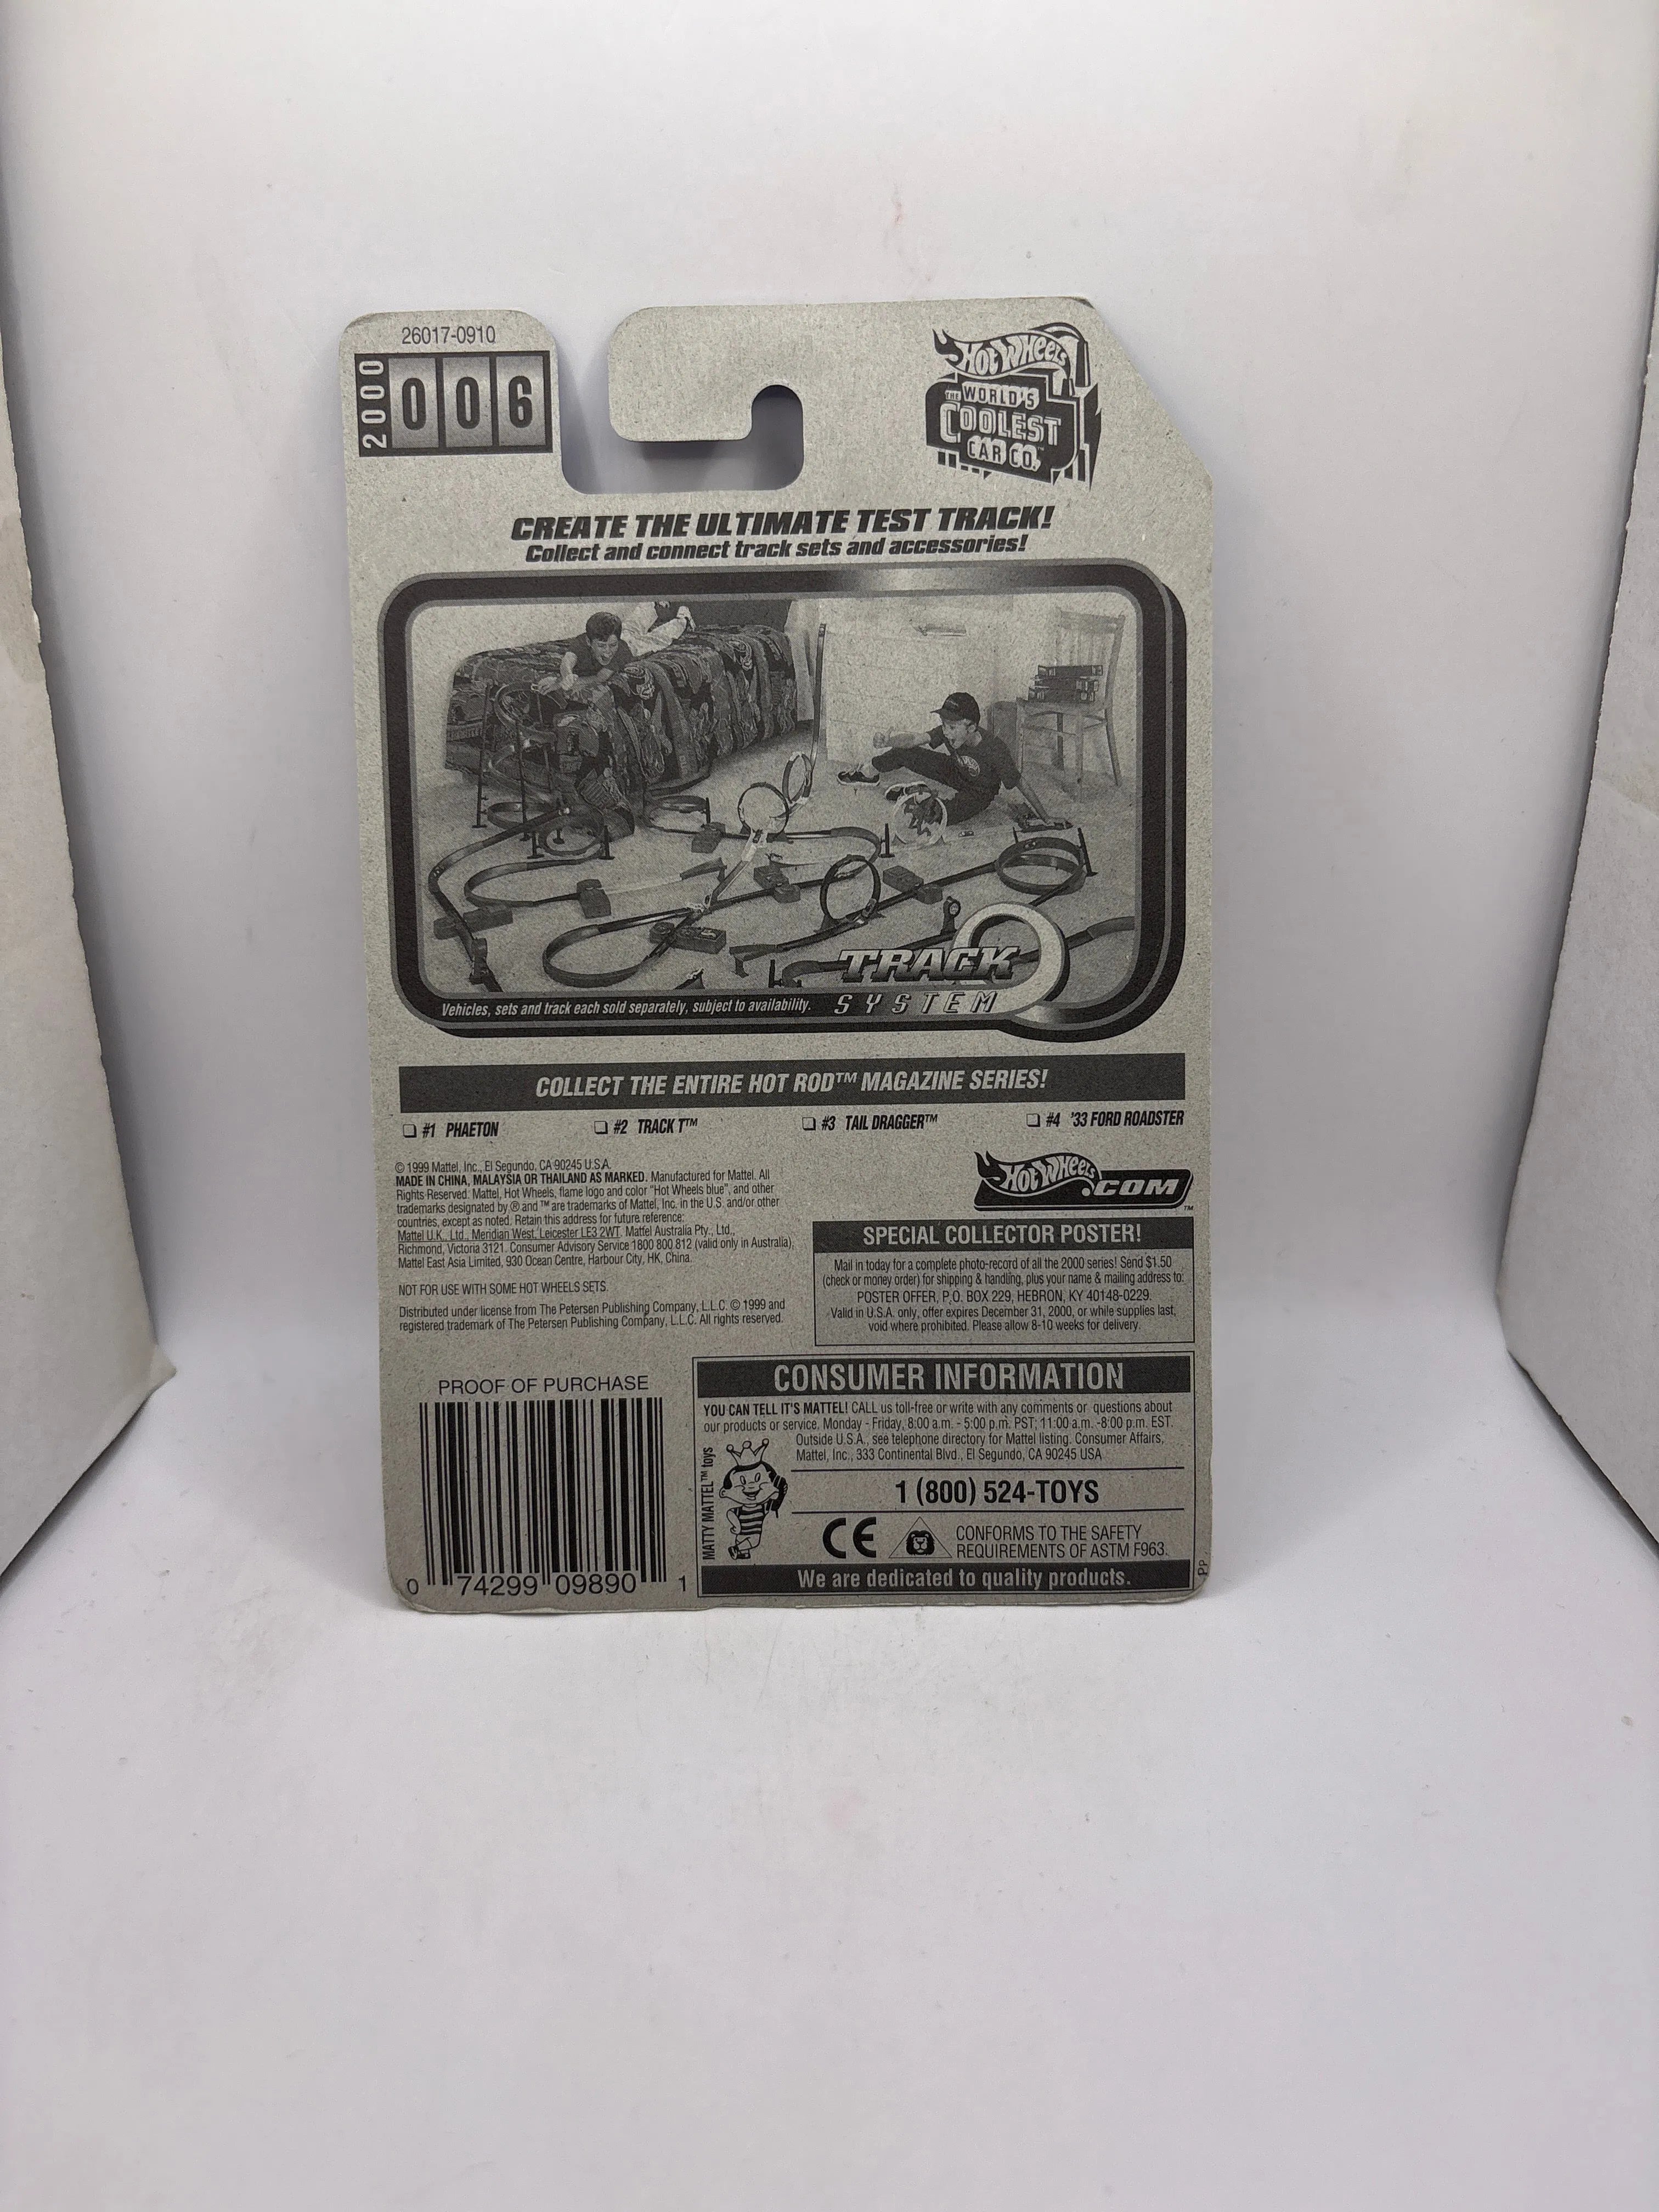 26017-0910
2000
006
HOT WHEELS
THE WORLD'S
COOLEST
CAR CO.™
CREATE THE ULTIMATE TEST TRACK!
Collect and connect track sets and accessories!
TRACK
SYSTEM
Vehicles, sets and track each sold separately, subject to availability.
COLLECT THE ENTIRE HOT ROD™ MAGAZINE SERIES!
❏ #1 PHAETON ❏ #2 TRACK T™ ❏ #3 TAIL DRAGGER™ ❏ #4 '33 FORD ROADSTER
© 1999 Mattel, Inc., El Segundo, CA 90245 U.S.A.
MADE IN CHINA, MALAYSIA OR THAILAND AS MARKED. Manufactured for Mattel. All
Rights Reserved. Mattel, Hot Wheels, flame logo and color "Hot Wheels blue", and other
trademarks designated by ® and ™ are trademarks of Mattel, Inc. in the U.S. and/or other
countries, except as noted. Retain this address for future reference:
Mattel U.K., Ltd., Meridian West, Leicester LE3 2WT. Mattel Australia Pty., Ltd.,
Richmond, Victoria 3121. Consumer Advisory Service 1800 800 812 (valid only in Australia);
Mattel East Asia Limited, 930 Ocean Centre, Harbour City, HK, China.
NOT FOR USE WITH SOME HOT WHEELS SETS.
Distributed under license from The Petersen Publishing Company, L.L.C. © 1999 and
registered trademark of The Petersen Publishing Company, L.L.C. All rights reserved.
HOT WHEELS.COM™
SPECIAL COLLECTOR POSTER!
Mail in today for a complete photo-record of all the 2000 series! Send $1.50
(check or money order) for shipping & handling, plus your name & mailing address to:
POSTER OFFER, P.O. BOX 229, HEBRON, KY 40148-0229.
Valid in U.S.A. only, offer expires December 31, 2000, or while supplies last,
void where prohibited. Please allow 8-10 weeks for delivery.
PROOF OF PURCHASE
0 74299 09890 1
CONSUMER INFORMATION
YOU CAN TELL IT'S MATTEL! CALL us toll-free or write with any comments or questions about
our products or service, Monday - Friday, 8:00 a.m. - 5:00 p.m. PST; 11:00 a.m. -8:00 p.m. EST.
Outside U.S.A., see telephone directory for Mattel listing. Consumer Affairs,
Mattel, Inc., 333 Continental Blvd., El Segundo, CA 90245 USA
MATTY MATTEL™ toys
1 (800) 524-TOYS
CE
CONFORMS TO THE SAFETY
REQUIREMENTS OF ASTM F963.
We are dedicated to quality products.
P.P.